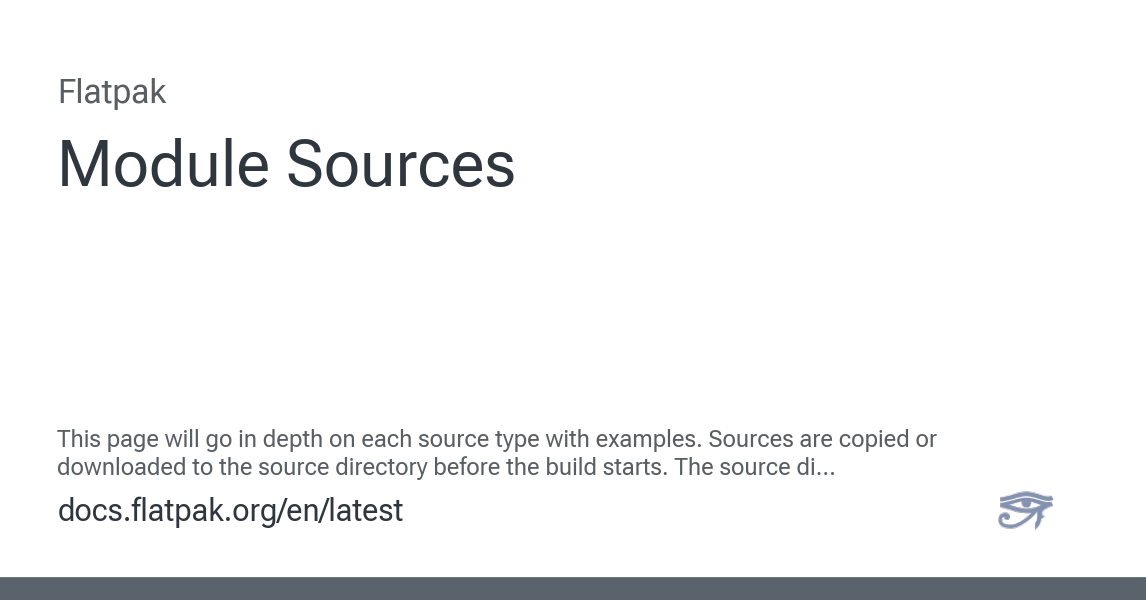 Flatpak
Module Sources
This page will go in depth on each source type with examples. Sources are copied or
downloaded to the source directory before the build starts. The source di...
docs.flatpak.org/en/latest